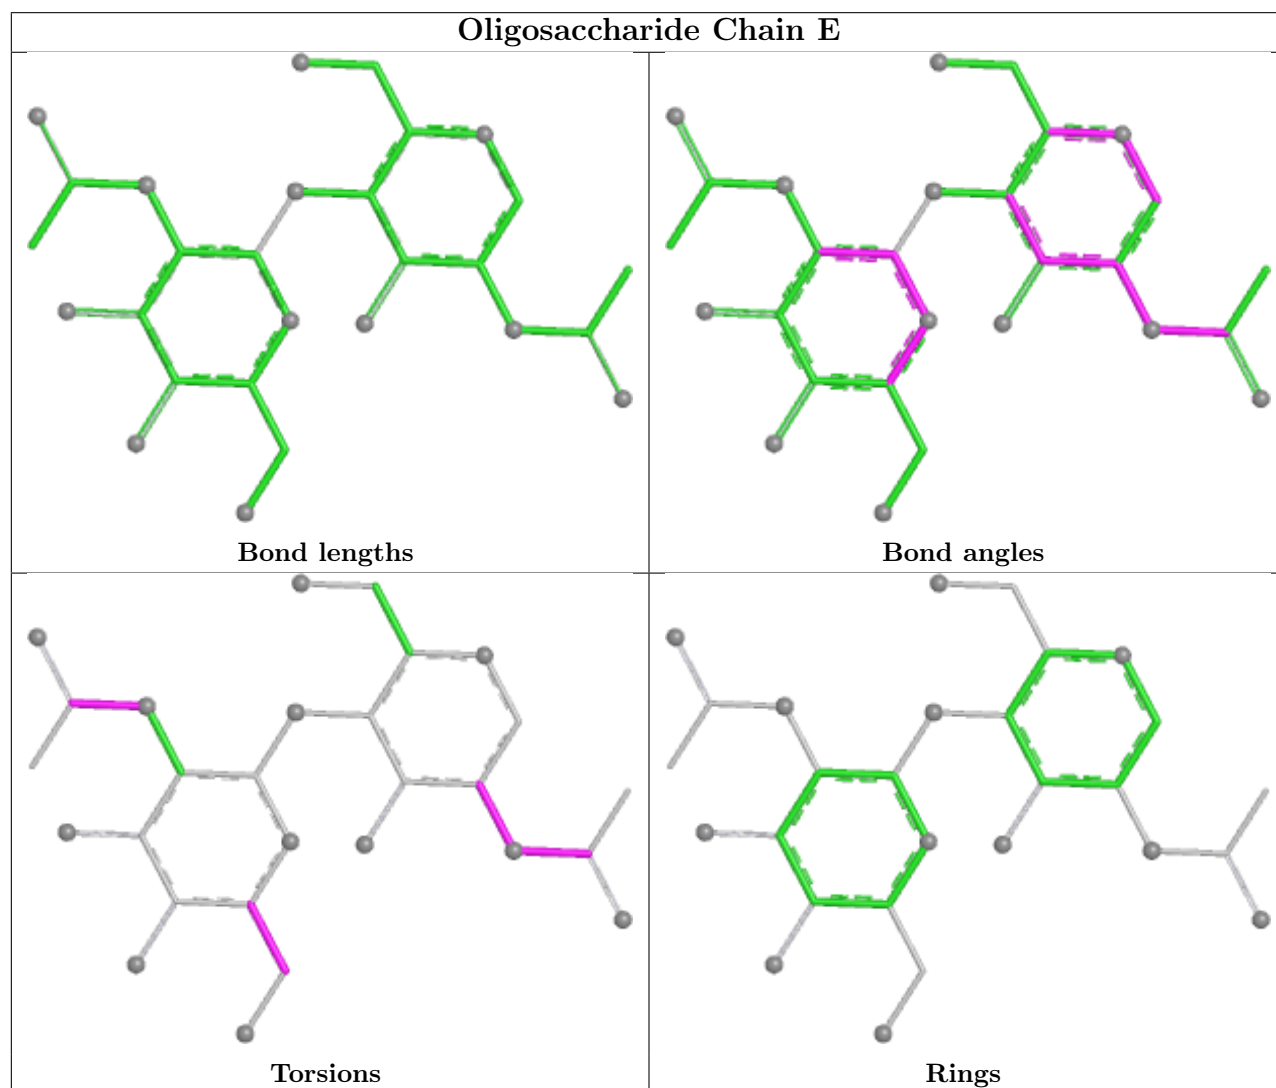 Oligosaccharide Chain E
Bond lengths
Bond angles
Torsions
Rings